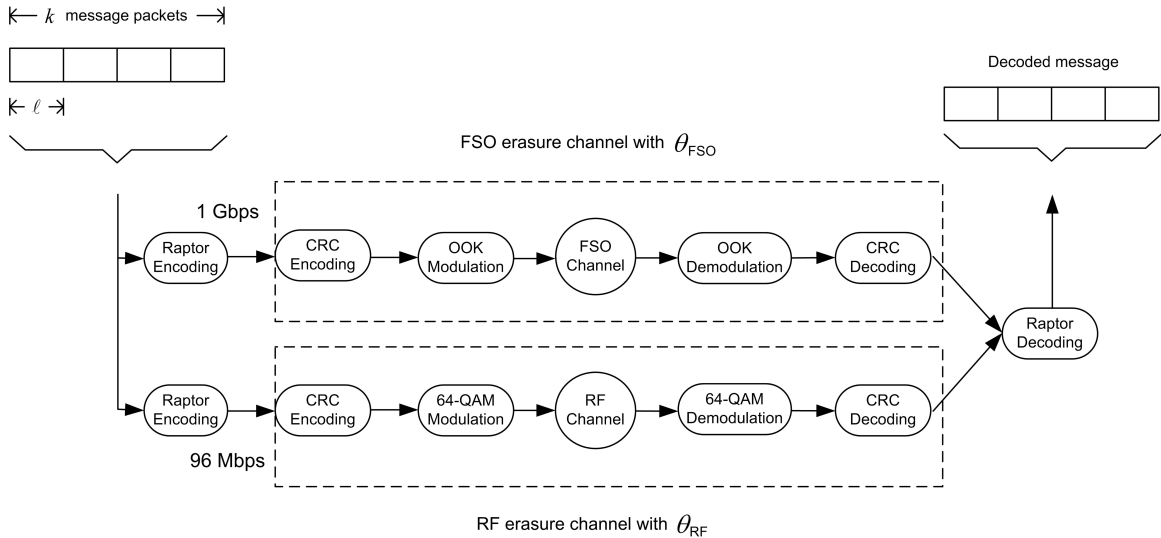 k message packets
ℓ
Decoded message
FSO erasure channel with θFSO
1 Gbps
Raptor
Encoding
CRC
Encoding
OOK
Modulation
FSO
Channel
OOK
Demodulation
CRC
Decoding
Raptor
Decoding
Raptor
Encoding
CRC
Encoding
64-QAM
Modulation
RF
Channel
64-QAM
Demodulation
CRC
Decoding
96 Mbps
RF erasure channel with θRF